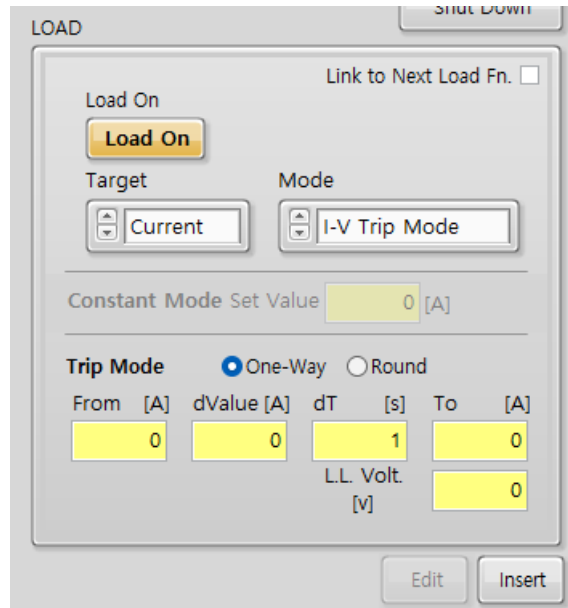 Shut Down
LOAD
Link to Next Load Fn.
Load On
Load On
Target Mode
Current I-V Trip Mode
Constant Mode Set Value 0 [A]
Trip Mode One-Way Round
From [A] dValue [A] dT [s] To [A]
0 0 1 0
L.L. Volt.
[v] 0
Edit Insert